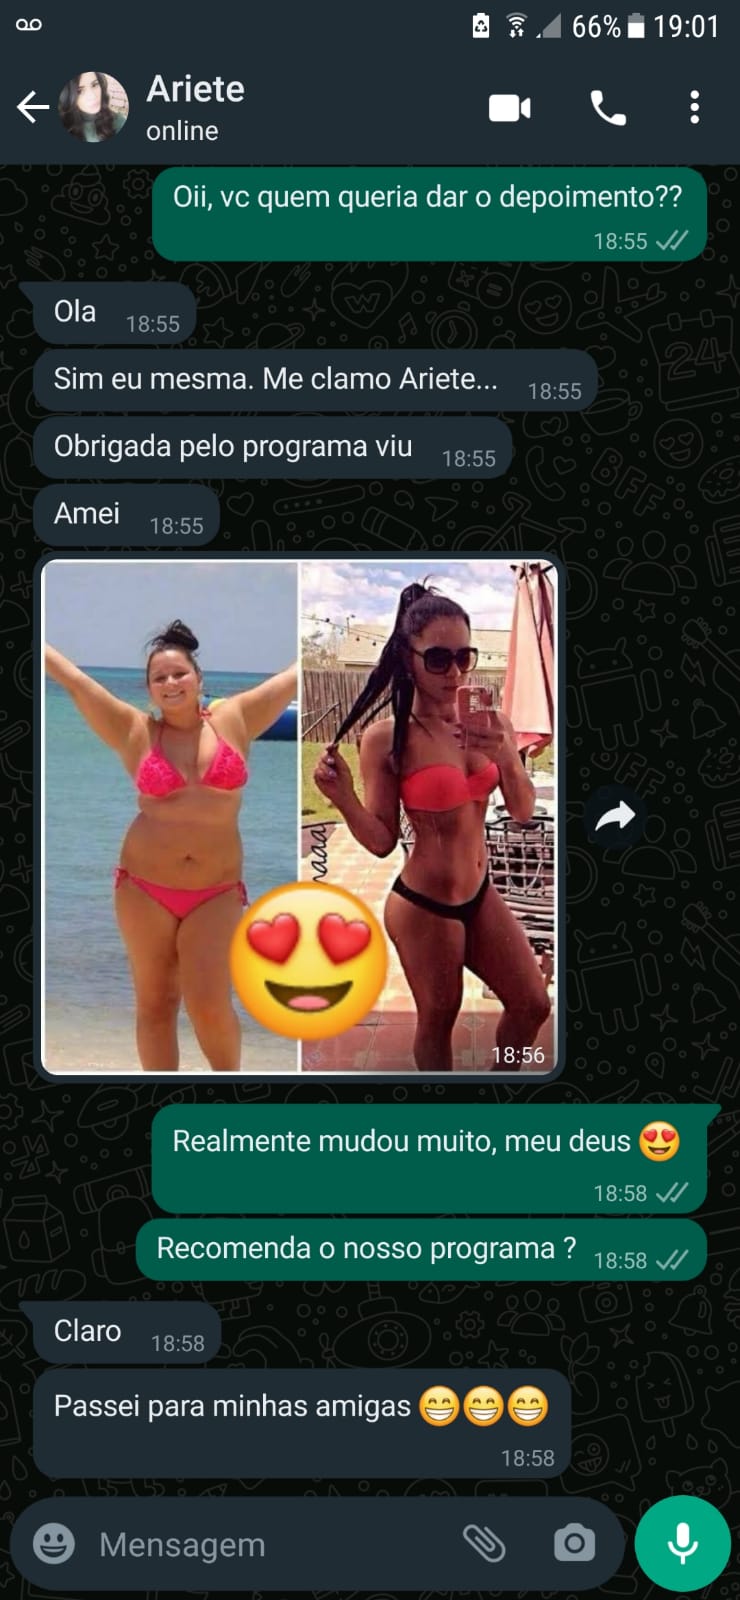 66% 19:01
Ariete
online
Oii, vc quem queria dar o depoimento??
18:55
Ola 18:55
Sim eu mesma. Me clamo Ariete... 18:55
Obrigada pelo programa viu 18:55
Amei 18:55
18:56
Realmente mudou muito, meu deus 😍
18:58
Recomenda o nosso programa ? 18:58
Claro 18:58
Passei para minhas amigas 😁😁😁
18:58
Mensagem